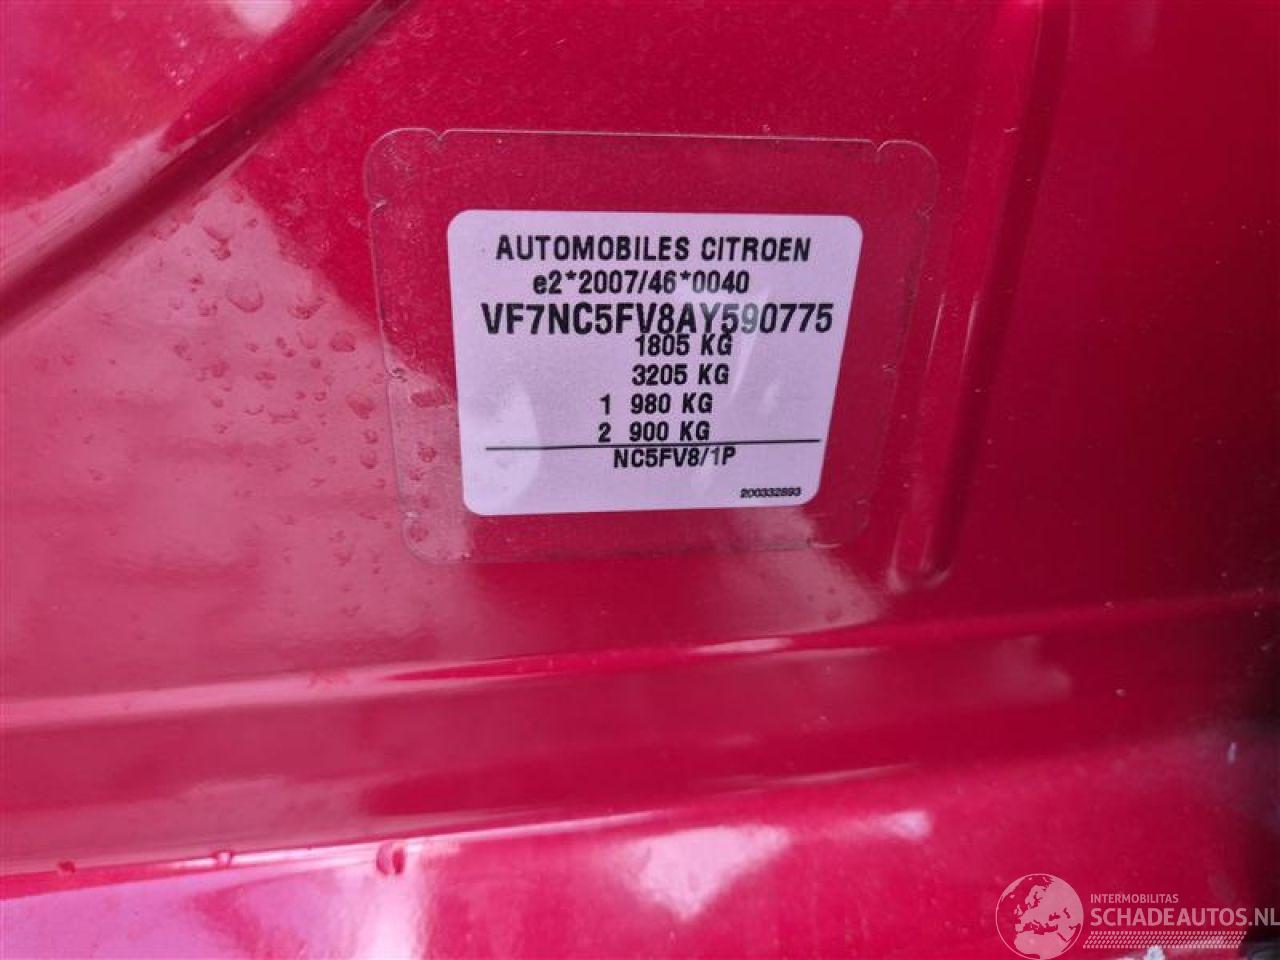 AUTOMOBILES CITROEN
e2*2007/46*0040
VF7NC5FV8AY590775
1805 KG
3205 KG
1 980 KG
2 900 KG
NC5FV8/1P
200332893
INTERMOBILITAS
SCHADEAUTOS.NL